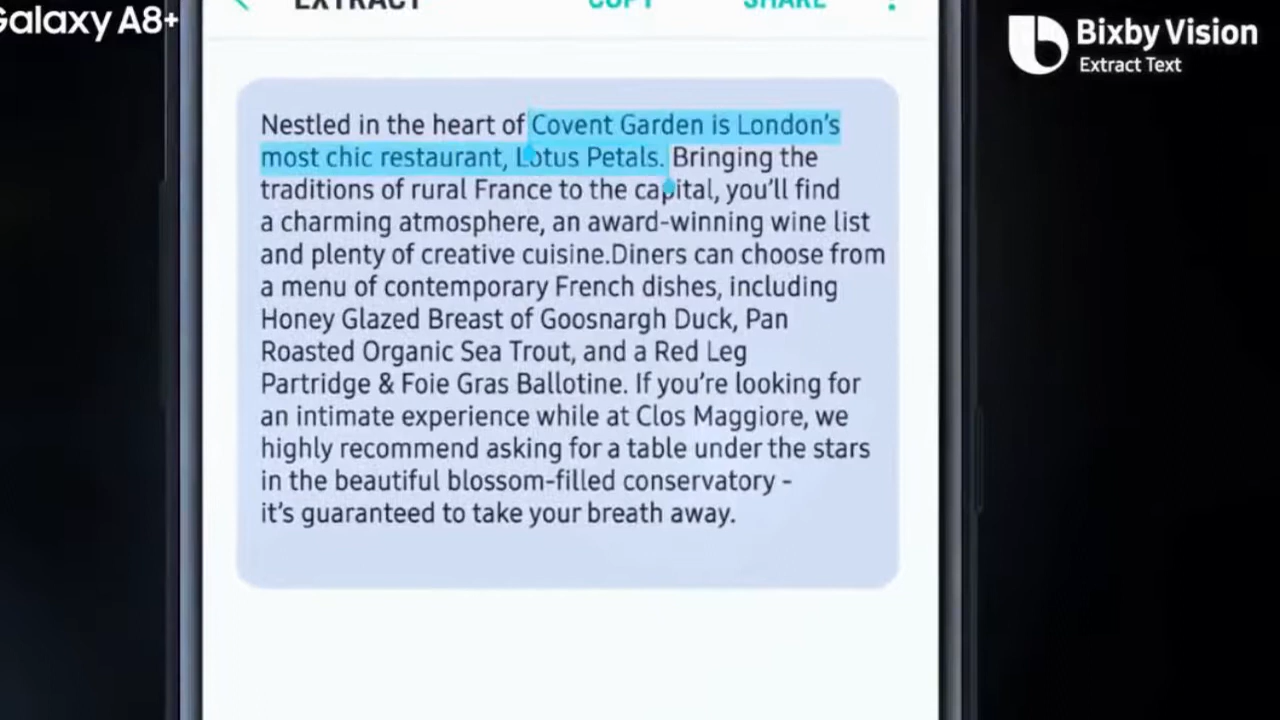 Galaxy A8+
EXTRACT COPY SHARE
Bixby Vision
Extract Text
Nestled in the heart of Covent Garden is London's
most chic restaurant, Lotus Petals. Bringing the
traditions of rural France to the capital, you'll find
a charming atmosphere, an award-winning wine list
and plenty of creative cuisine.Diners can choose from
a menu of contemporary French dishes, including
Honey Glazed Breast of Goosnargh Duck, Pan
Roasted Organic Sea Trout, and a Red Leg
Partridge & Foie Gras Ballotine. If you're looking for
an intimate experience while at Clos Maggiore, we
highly recommend asking for a table under the stars
in the beautiful blossom-filled conservatory -
it's guaranteed to take your breath away.